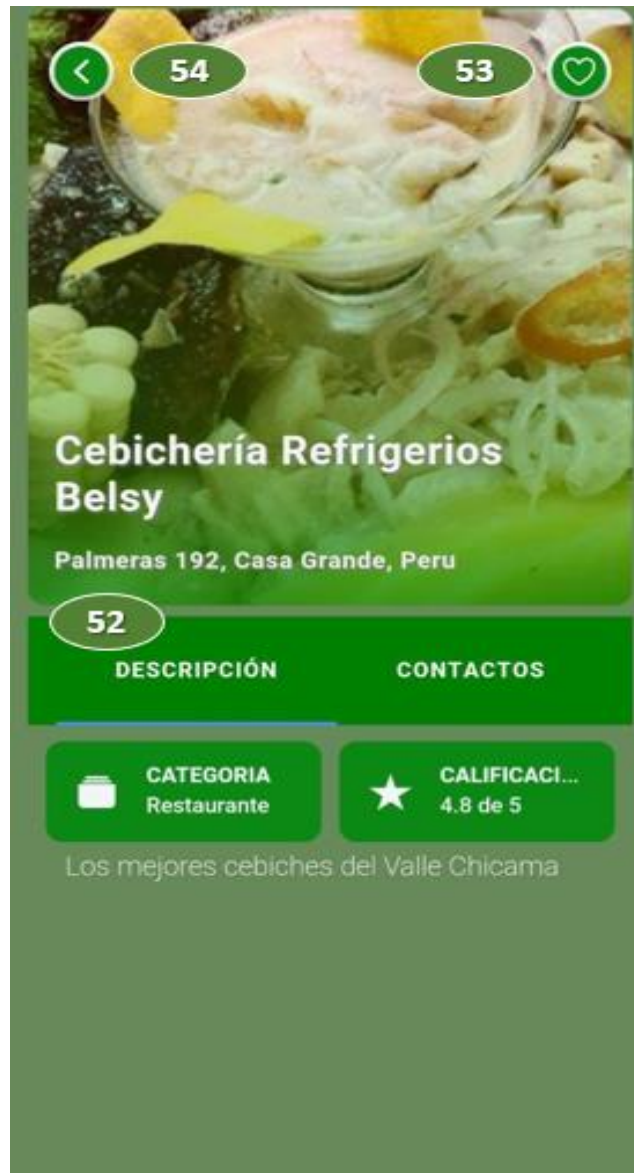 54
53
Cebichería Refrigerios
Belsy
Palmeras 192, Casa Grande, Peru
52
DESCRIPCIÓN
CONTACTOS
CATEGORIA
Restaurante
CALIFICACI...
4.8 de 5
Los mejores cebiches del Valle Chicama